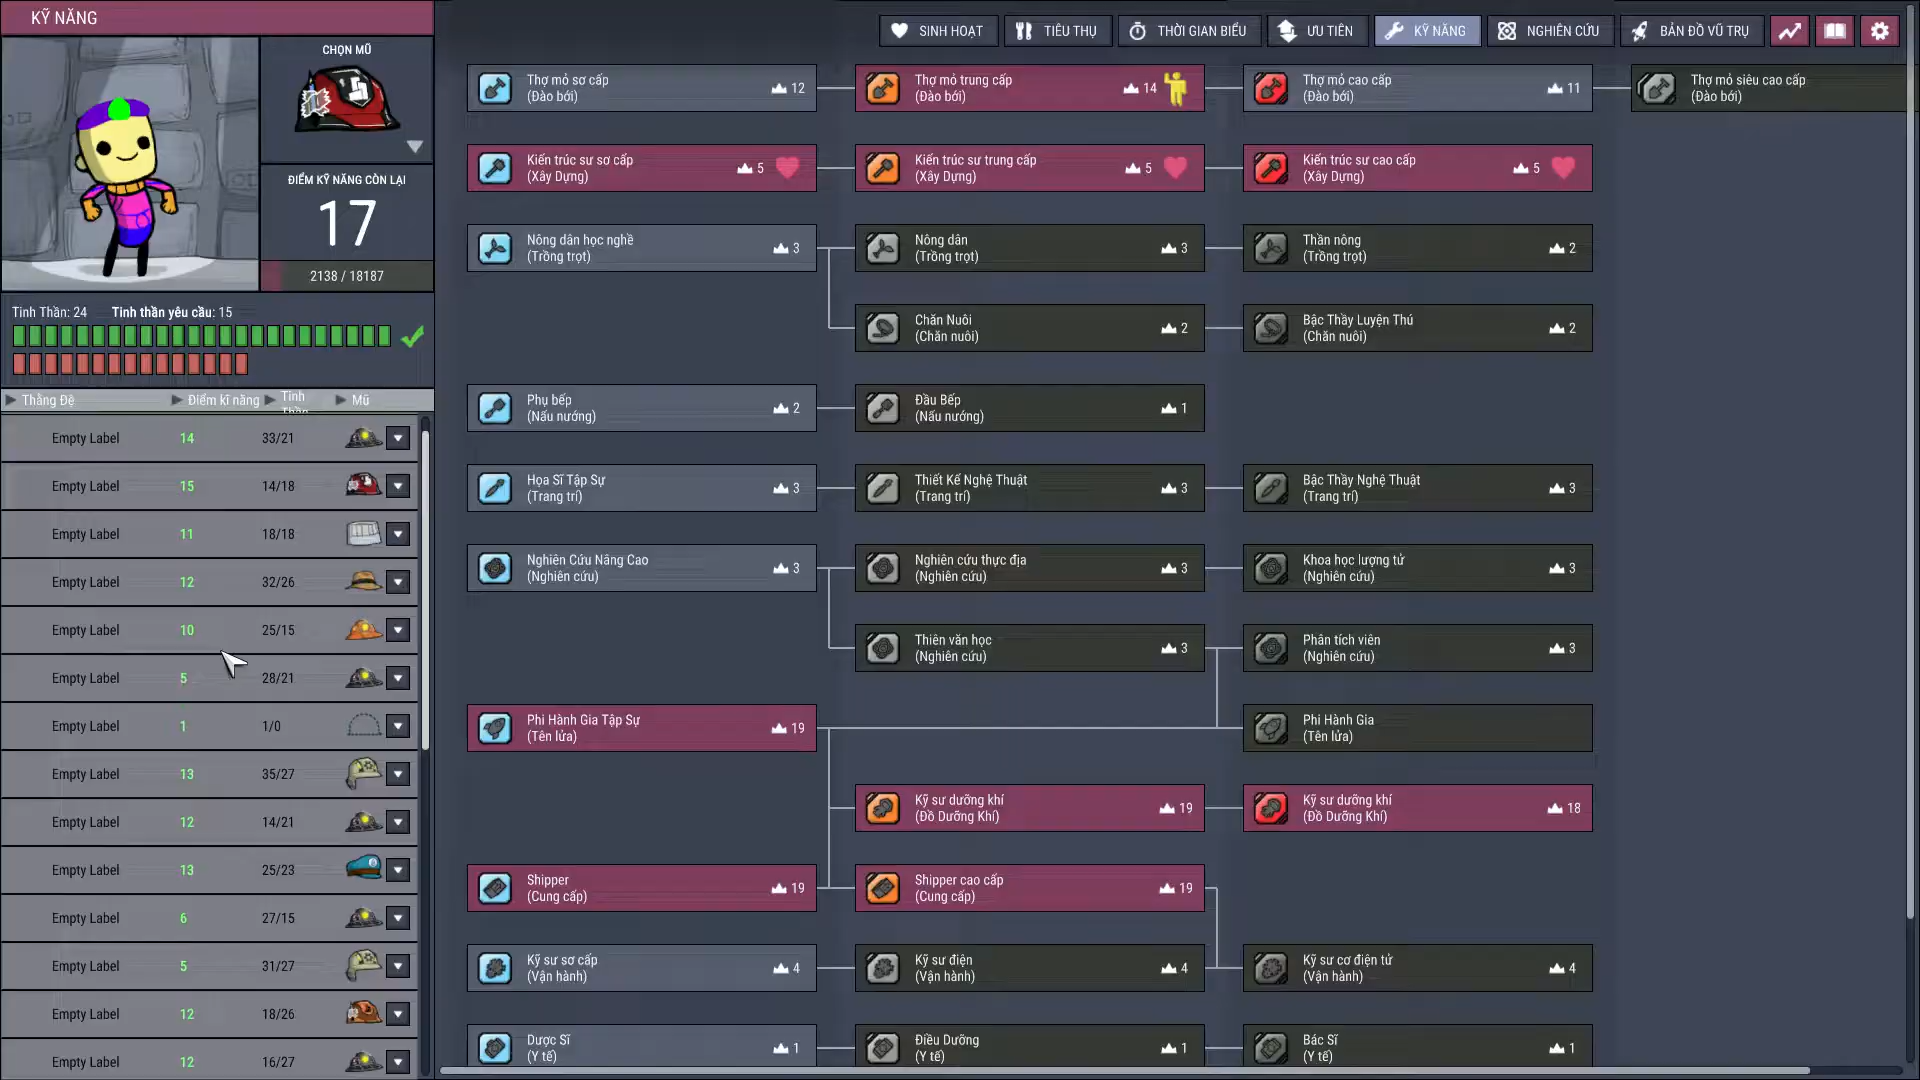 KỸ NĂNG
SINH HOẠT
TIÊU THỤ
THỜI GIAN BIỂU
ƯU TIÊN
KỸ NĂNG
NGHIÊN CỨU
BẢN ĐỒ VŨ TRỤ
CHỌN MŨ
ĐIỂM KỸ NĂNG CÒN LẠI
17
2138 / 18187
Tinh Thần: 24 Tinh thần yêu cầu: 15
Thằng Đệ
Điểm kĩ năng
Tinh
Thần
Mũ
Empty Label 14 33/21
Empty Label 15 14/18
Empty Label 11 18/18
Empty Label 12 32/26
Empty Label 10 25/15
Empty Label 5 28/21
Empty Label 1 1/0
Empty Label 13 35/27
Empty Label 12 14/21
Empty Label 13 25/23
Empty Label 6 27/15
Empty Label 5 31/27
Empty Label 12 18/26
Empty Label 12 16/27
Thợ mỏ sơ cấp
(Đào bới)
12
Thợ mỏ trung cấp
(Đào bới)
14
Thợ mỏ cao cấp
(Đào bới)
11
Thợ mỏ siêu cao cấp
(Đào bới)
Kiến trúc sư sơ cấp
(Xây Dựng)
5
Kiến trúc sư trung cấp
(Xây Dựng)
5
Kiến trúc sư cao cấp
(Xây Dựng)
5
Nông dân học nghề
(Trồng trọt)
3
Nông dân
(Trồng trọt)
3
Thần nông
(Trồng trọt)
2
Chăn Nuôi
(Chăn nuôi)
2
Bậc Thầy Luyện Thú
(Chăn nuôi)
2
Phụ bếp
(Nấu nướng)
2
Đầu Bếp
(Nấu nướng)
1
Họa Sĩ Tập Sự
(Trang trí)
3
Thiết Kế Nghệ Thuật
(Trang trí)
3
Bậc Thầy Nghệ Thuật
(Trang trí)
3
Nghiên Cứu Nâng Cao
(Nghiên cứu)
3
Nghiên cứu thực địa
(Nghiên cứu)
3
Khoa học lượng tử
(Nghiên cứu)
3
Thiên văn học
(Nghiên cứu)
3
Phân tích viên
(Nghiên cứu)
3
Phi Hành Gia Tập Sự
(Tên lửa)
19
Phi Hành Gia
(Tên lửa)
Kỹ sư dưỡng khí
(Đồ Dưỡng Khí)
19
Kỹ sư dưỡng khí
(Đồ Dưỡng Khí)
18
Shipper
(Cung cấp)
19
Shipper cao cấp
(Cung cấp)
19
Kỹ sư sơ cấp
(Vận hành)
4
Kỹ sư điện
(Vận hành)
4
Kỹ sư cơ điện tử
(Vận hành)
4
Dược Sĩ
(Y tế)
1
Điều Dưỡng
(Y tế)
1
Bác Sĩ
(Y tế)
1